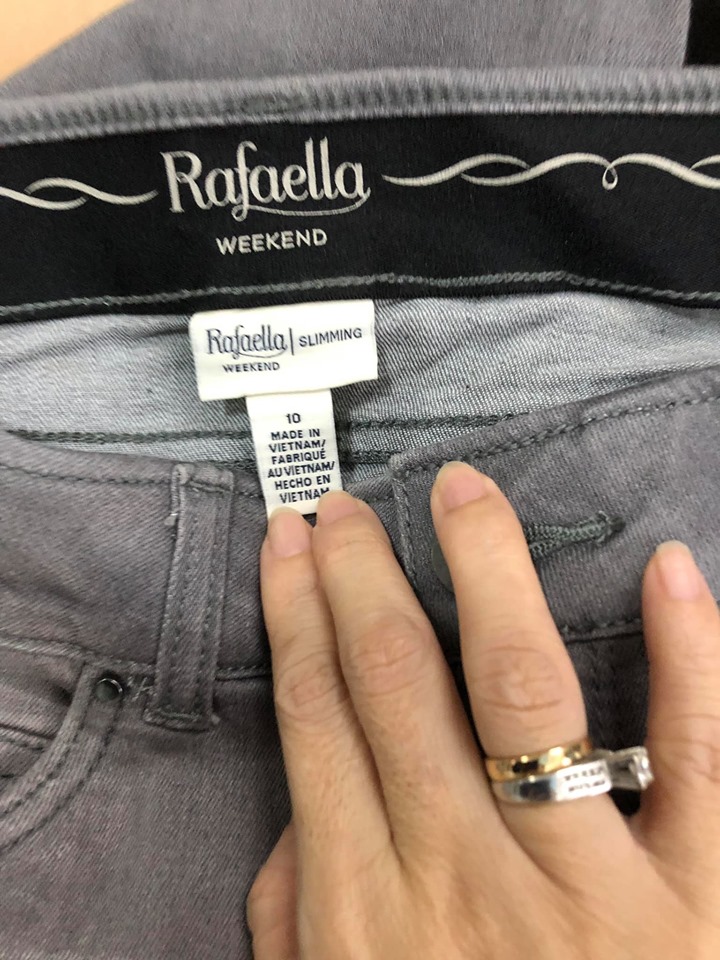 Rafaella
WEEKEND
Rafaella | SLIMMING
WEEKEND
10
MADE IN
VIETNAM/
FABRIQUÉ
AU VIETNAM/
HECHO EN
VIETNAM